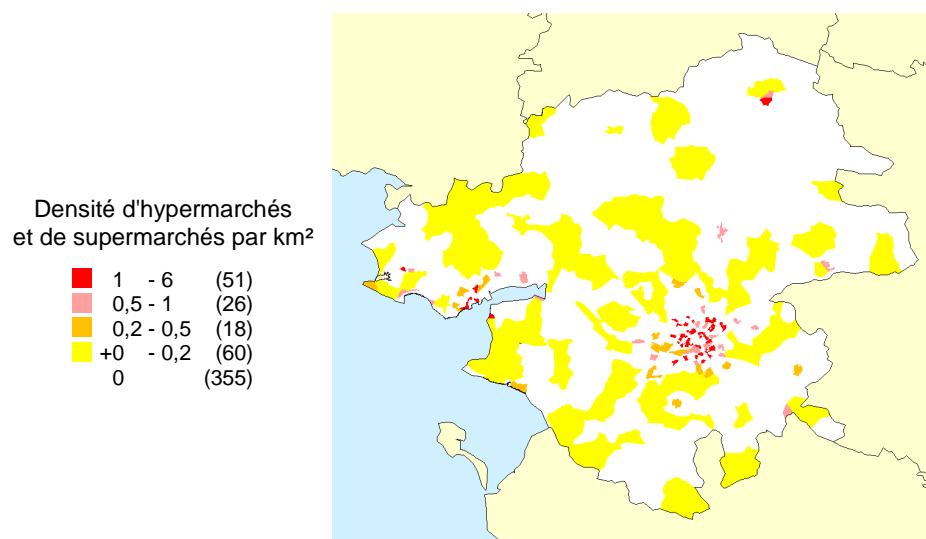 Densité d'hypermarchés
et de supermarchés par km²
1 - 6 (51)
0,5 - 1 (26)
0,2 - 0,5 (18)
+0 - 0,2 (60)
0 (355)